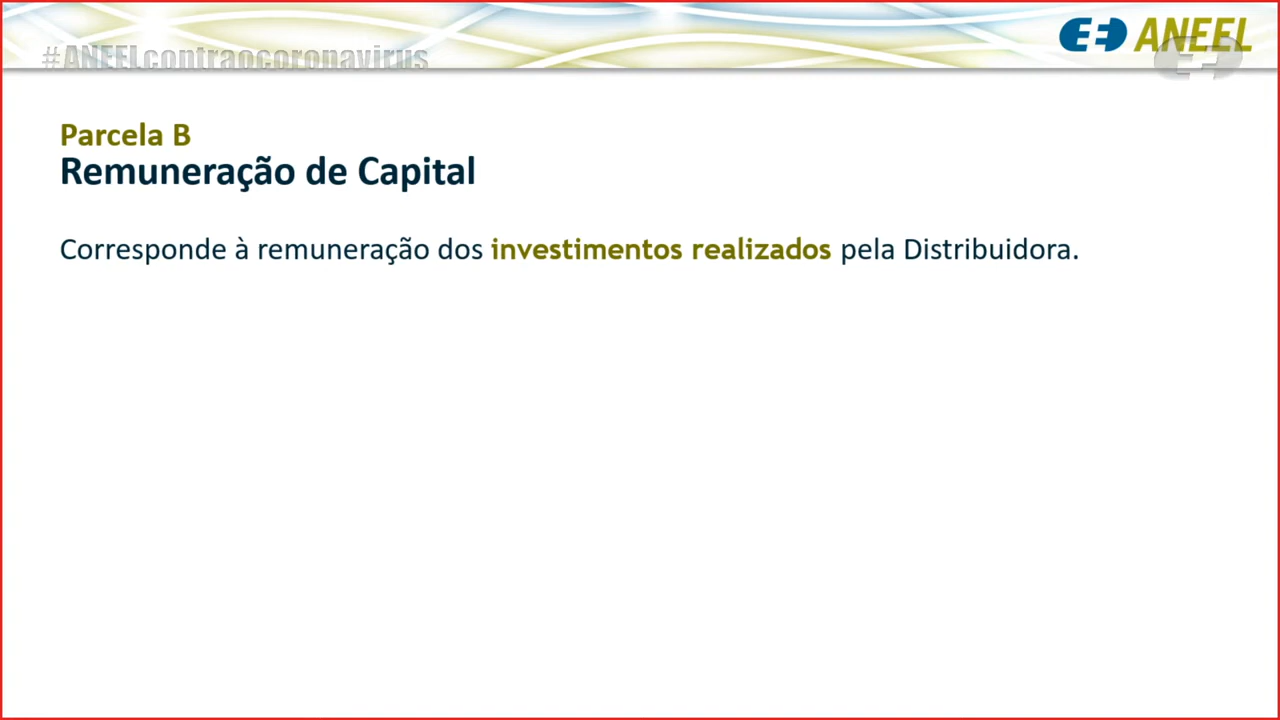 #ANEELcontraocoronavirus
ANEEL
Parcela B
Remuneração de Capital
Corresponde à remuneração dos investimentos realizados pela Distribuidora.